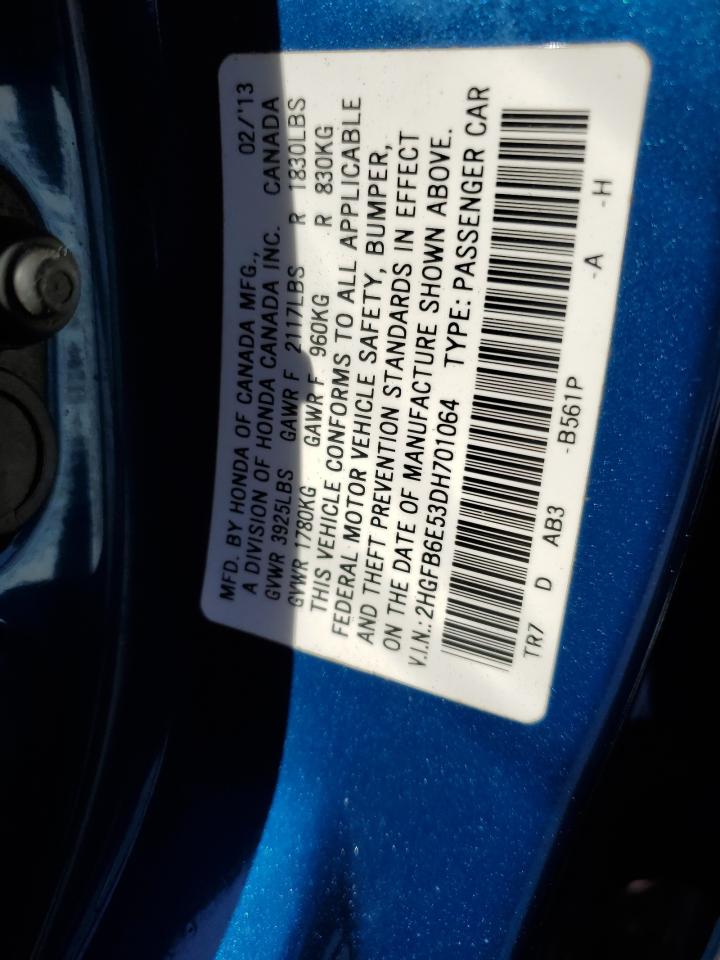 MFD. BY HONDA OF CANADA MFG., 02/'13
A DIVISION OF HONDA CANADA INC. CANADA
GVWR 3925LBS GAWR F 2117LBS R 1830LBS
GVWR 1780KG GAWR F 960KG R 830KG
THIS VEHICLE CONFORMS TO ALL APPLICABLE
FEDERAL MOTOR VEHICLE SAFETY, BUMPER,
AND THEFT PREVENTION STANDARDS IN EFFECT
ON THE DATE OF MANUFACTURE SHOWN ABOVE.
V.I.N.: 2HGFB6E53DH701064 TYPE: PASSENGER CAR
TR7 D AB3 -B561P -A -H